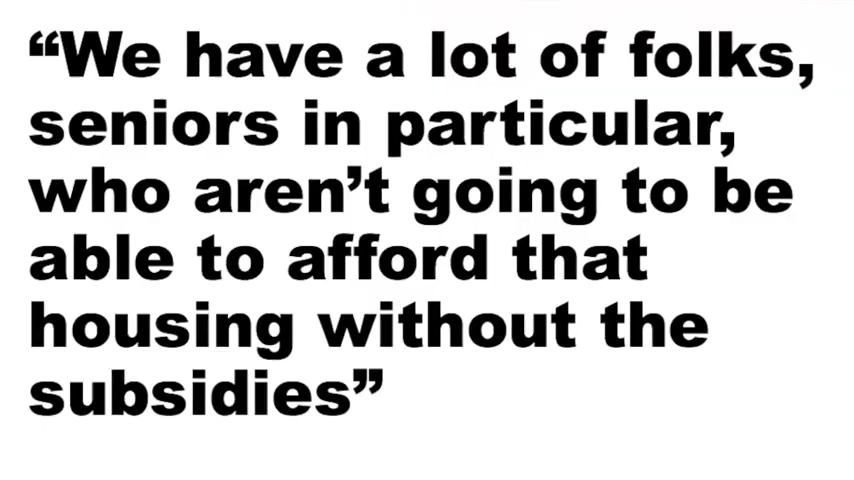 “We have a lot of folks,
seniors in particular,
who aren’t going to be
able to afford that
housing without the
subsidies”